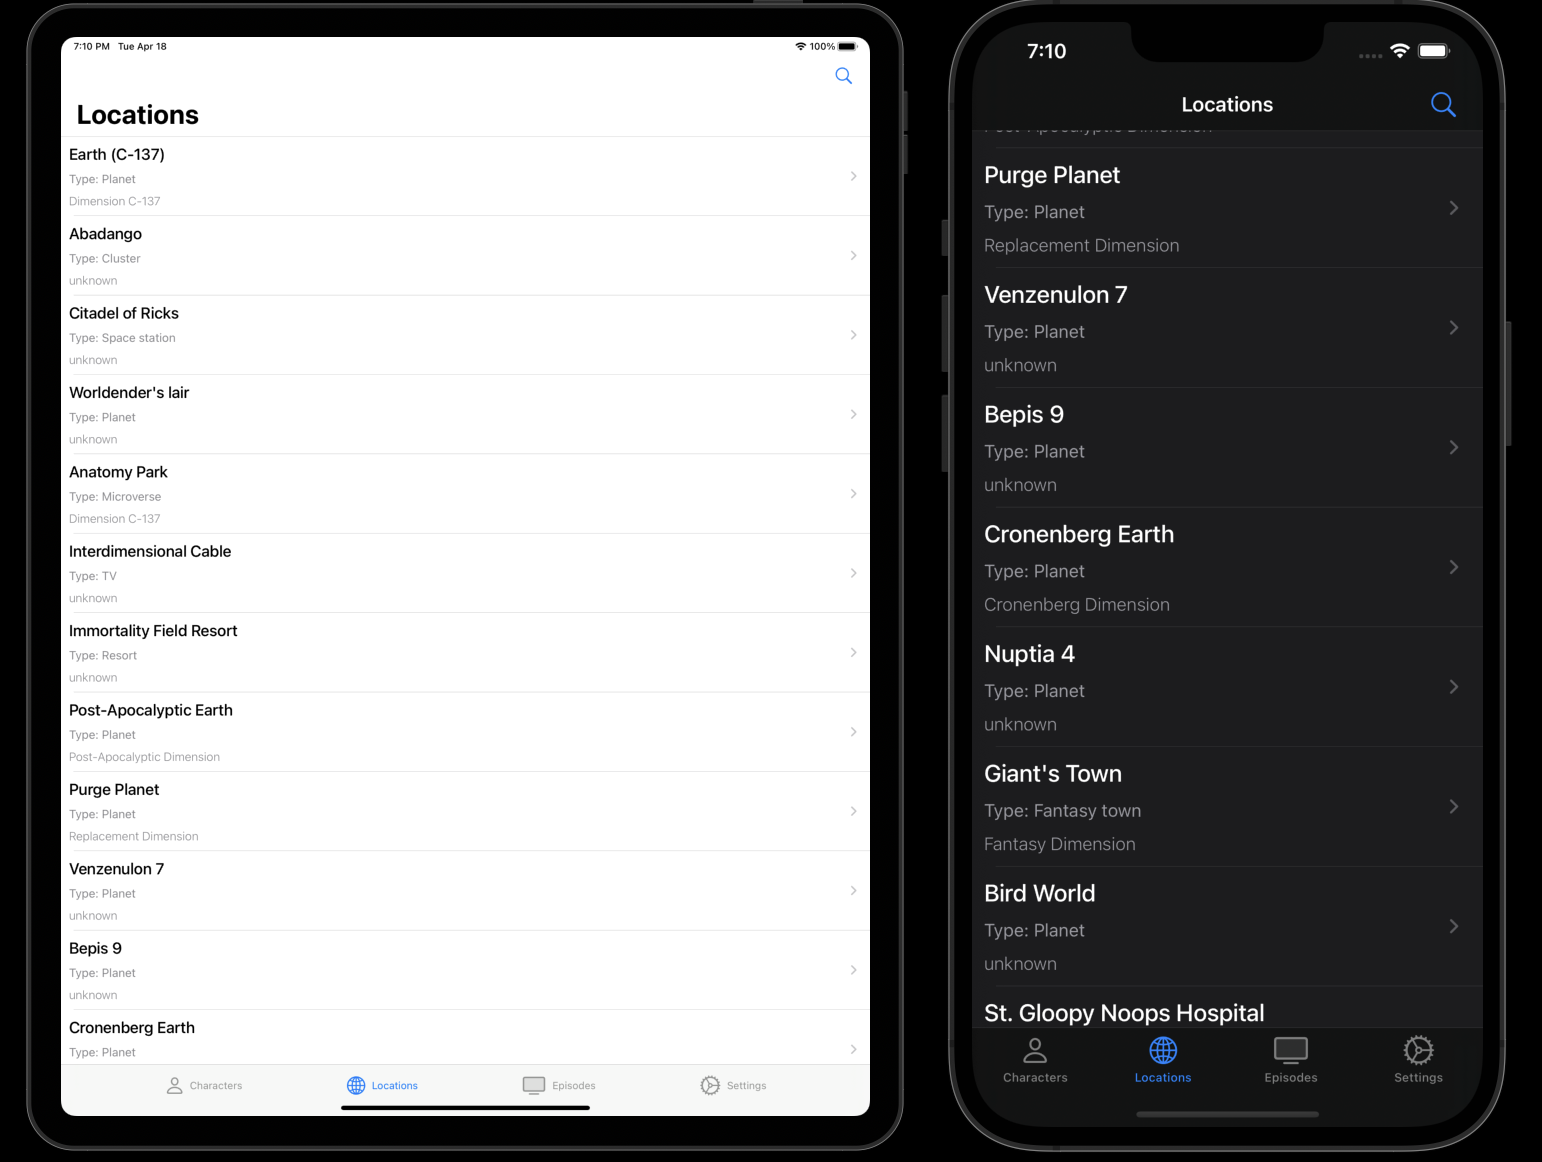 7:10 PM Tue Apr 18
100%
Locations
Earth (C-137)
Type: Planet
Dimension C-137
Abadango
Type: Cluster
unknown
Citadel of Ricks
Type: Space station
unknown
Worldender's lair
Type: Planet
unknown
Anatomy Park
Type: Microverse
Dimension C-137
Interdimensional Cable
Type: TV
unknown
Immortality Field Resort
Type: Resort
unknown
Post-Apocalyptic Earth
Type: Planet
Post-Apocalyptic Dimension
Purge Planet
Type: Planet
Replacement Dimension
Venzenulon 7
Type: Planet
unknown
Bepis 9
Type: Planet
unknown
Cronenberg Earth
Type: Planet
Characters Locations Episodes Settings
7:10
Locations
Post-Apocalyptic Dimension
Purge Planet
Type: Planet
Replacement Dimension
Venzenulon 7
Type: Planet
unknown
Bepis 9
Type: Planet
unknown
Cronenberg Earth
Type: Planet
Cronenberg Dimension
Nuptia 4
Type: Planet
unknown
Giant's Town
Type: Fantasy town
Fantasy Dimension
Bird World
Type: Planet
unknown
St. Gloopy Noops Hospital
Characters Locations Episodes Settings